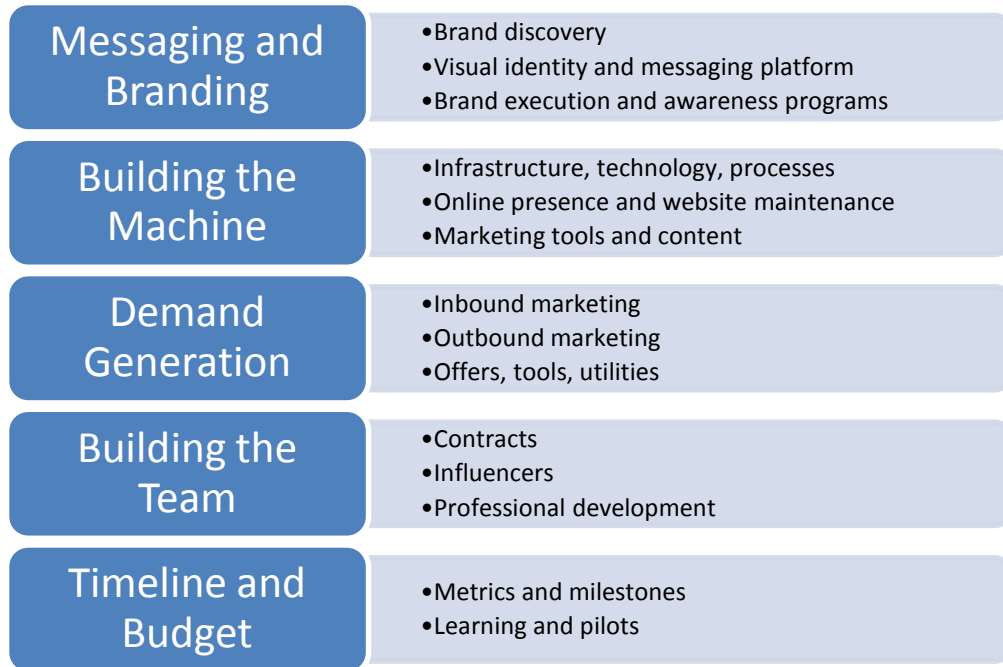 Messaging and
Branding
•Brand discovery
•Visual identity and messaging platform
•Brand execution and awareness programs
Building the
Machine
•Infrastructure, technology, processes
•Online presence and website maintenance
•Marketing tools and content
Demand
Generation
•Inbound marketing
•Outbound marketing
•Offers, tools, utilities
Building the
Team
•Contracts
•Influencers
•Professional development
Timeline and
Budget
•Metrics and milestones
•Learning and pilots